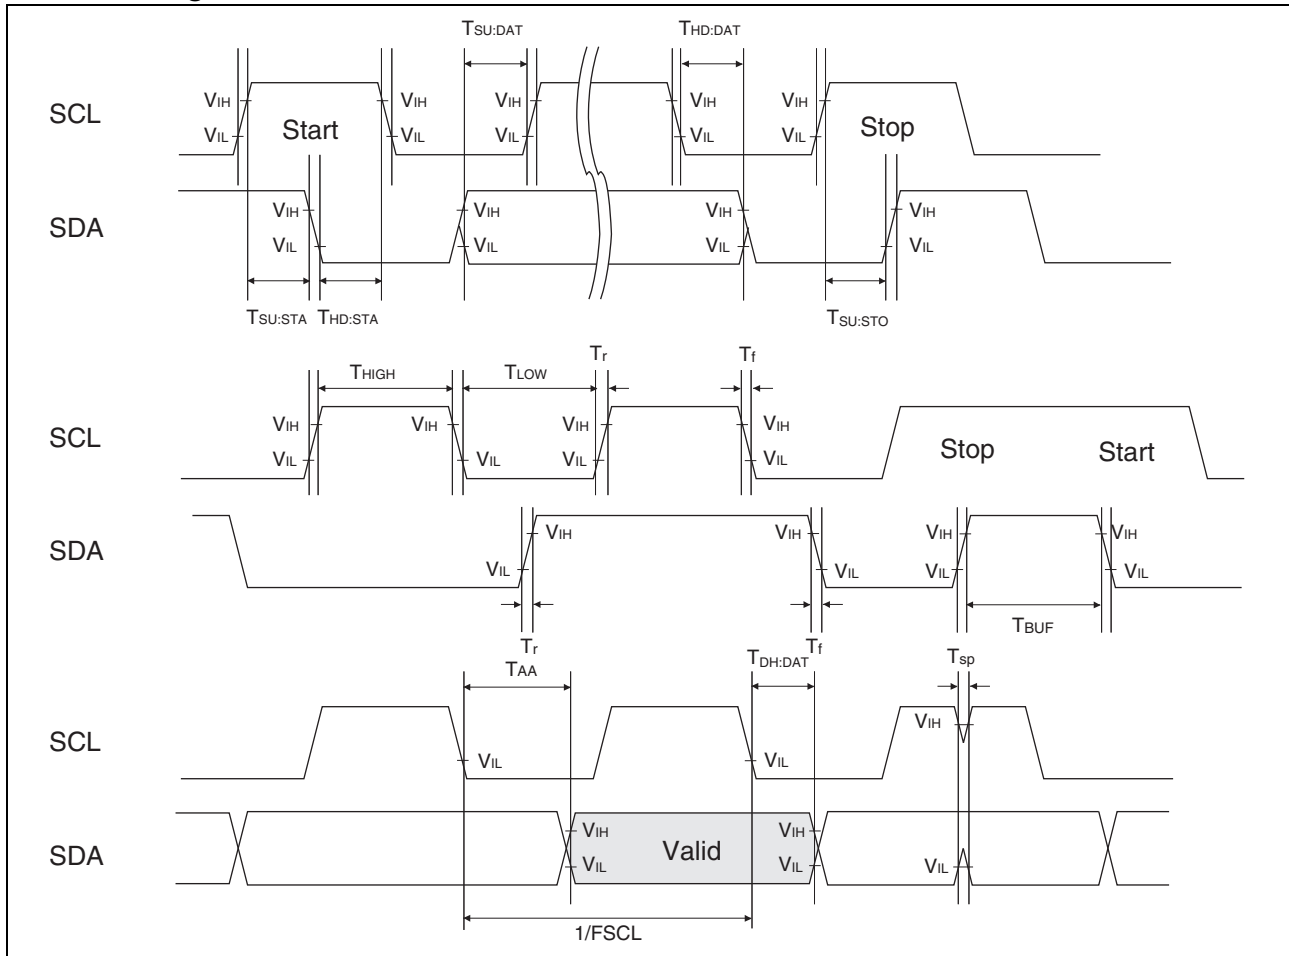 TSU:DAT THD:DAT
VIH VIH VIH VIH VIH
SCL
VIL Start VIL VIL VIL VIL Stop
VIH VIH VIH VIH
SDA
VIL VIL VIL VIL
TSU:STA THD:STA TSU:STO
Tr Tf
THIGH TLOW
VIH VIH VIH VIH
SCL
VIL VIL VIL VIL Stop Start
VIH VIH VIH VIH
SDA
VIL VIL VIL VIL
TBUF
Tr Tf
TAA TDH:DAT Tsp
VIH
SCL
VIL VIL
VIH VIH
SDA Valid
VIL VIL VIL
1/FSCL